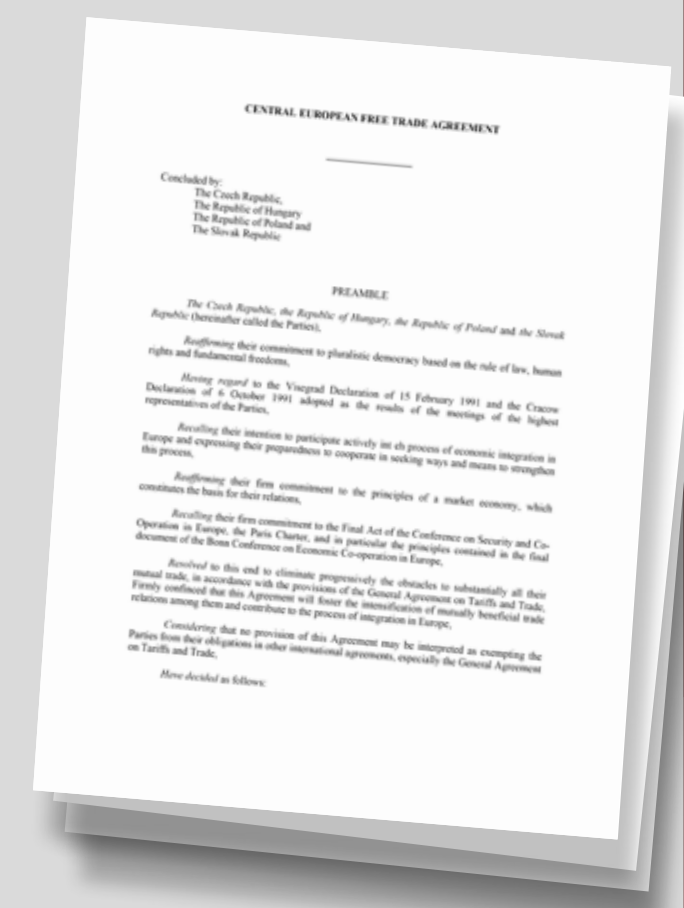 CENTRAL EUROPEAN FREE TRADE AGREEMENT
Concluded by:
The Czech Republic,
The Republic of Hungary
The Republic of Poland and
The Slovak Republic
PREAMBLE
The Czech Republic, the Republic of Hungary, the Republic of Poland and the Slovak
Republic (hereinafter called the Parties),
Reaffirming their commitment to pluralistic democracy based on the rule of law, human
rights and fundamental freedoms,
Having regard to the Visegrad Declaration of 15 February 1991 and the Cracow
Declaration of 6 October 1991 adopted as the results of the meetings of the highest
representatives of the Parties,
Recalling their intention to participate actively int eh process of economic integration in
Europe and expressing their preparedness to cooperate in seeking ways and means to strengthen
this process,
Reaffirming their firm commitment to the principles of a market economy, which
constitutes the basis for their relations,
Recalling their firm commitment to the Final Act of the Conference on Security and Co-
Operation in Europe, the Paris Charter, and in particular the principles contained in the final
document of the Bonn Conference on Economic Co-operation in Europe,
Resolved to this end to eliminate progressively the obstacles to substantially all their
mutual trade, in accordance with the provisions of the General Agreement on Tariffs and Trade,
Firmly confinced that this Agreement will foster the intensification of mutually beneficial trade
relations among them and contribute to the process of integration in Europe,
Considering that no provision of this Agreement may be interpreted as exempting the
Parties from their obligations in other international agreements, especially the General Agreement
on Tariffs and Trade,
Have decided as follows: